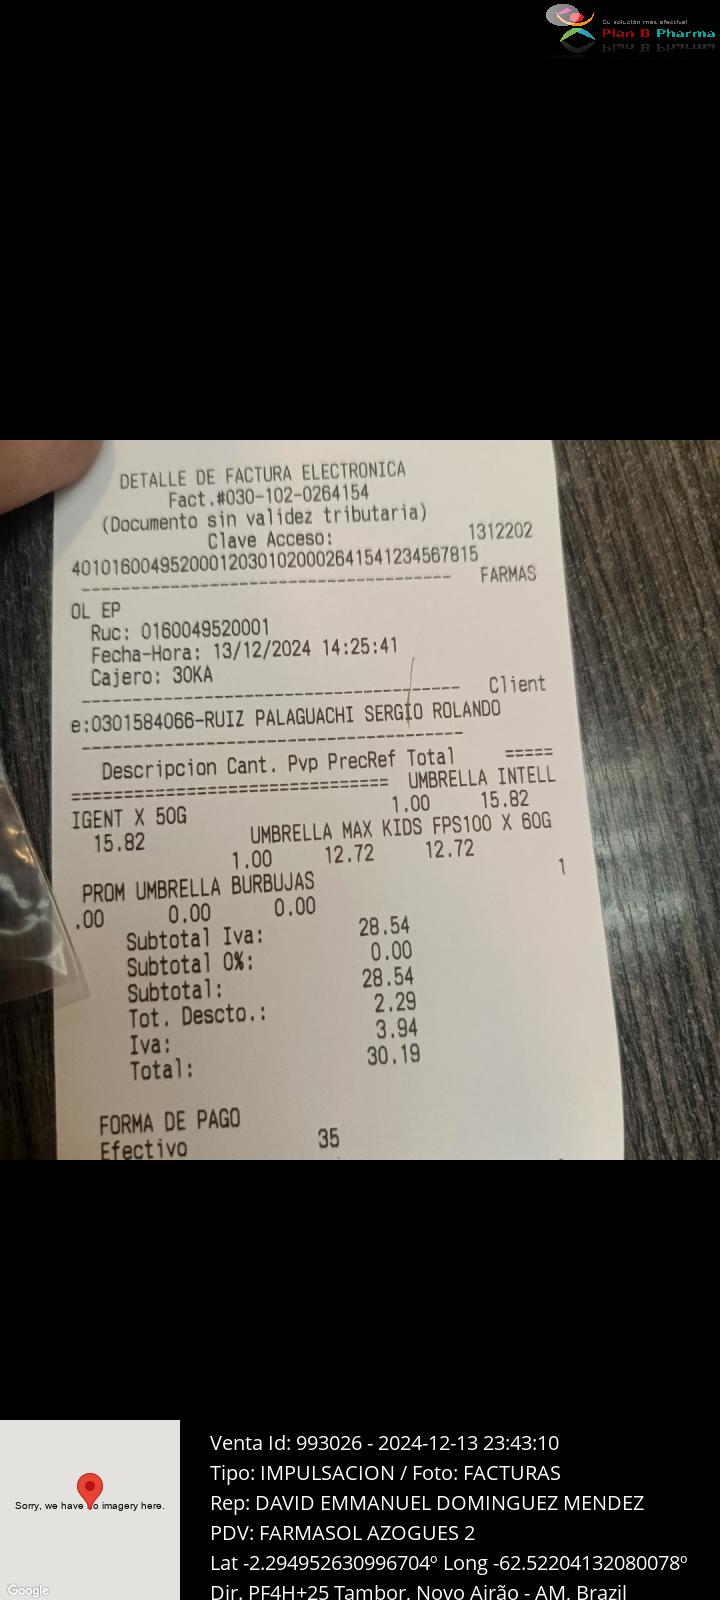 Su solución más efectiva!
Plan B Pharma
DETALLE DE FACTURA ELECTRONICA
Fact.#030-102-0264154
(Documento sin validez tributaria)
Clave Acceso: 1312202
401016004952000120301020002641541234567815
---------------------------------- FARMAS
OL EP
Ruc: 0160049520001
Fecha-Hora: 13/12/2024 14:25:41
Cajero: 30KA
---------------------------------- Client
e:0301584066-RUIZ PALAGUACHI SERGIO ROLANDO
----------------------------------
Descripcion Cant. Pvp PrecRef Total =====
============================== UMBRELLA INTELL
IGENT X 50G 1.00 15.82
15.82 UMBRELLA MAX KIDS FPS100 X 60G
1.00 12.72 12.72
PROM UMBRELLA BURBUJAS 1
.00 0.00 0.00
Subtotal Iva: 28.54
Subtotal 0%: 0.00
Subtotal: 28.54
Tot. Descto.: 2.29
Iva: 3.94
Total: 30.19
FORMA DE PAGO
Efectivo 35
Sorry, we have no imagery here.
Google
Venta Id: 993026 - 2024-12-13 23:43:10
Tipo: IMPULSACION / Foto: FACTURAS
Rep: DAVID EMMANUEL DOMINGUEZ MENDEZ
PDV: FARMASOL AZOGUES 2
Lat -2.294952630996704º Long -62.52204132080078º
Dir. PF4H+25 Tambor, Novo Airão - AM, Brazil